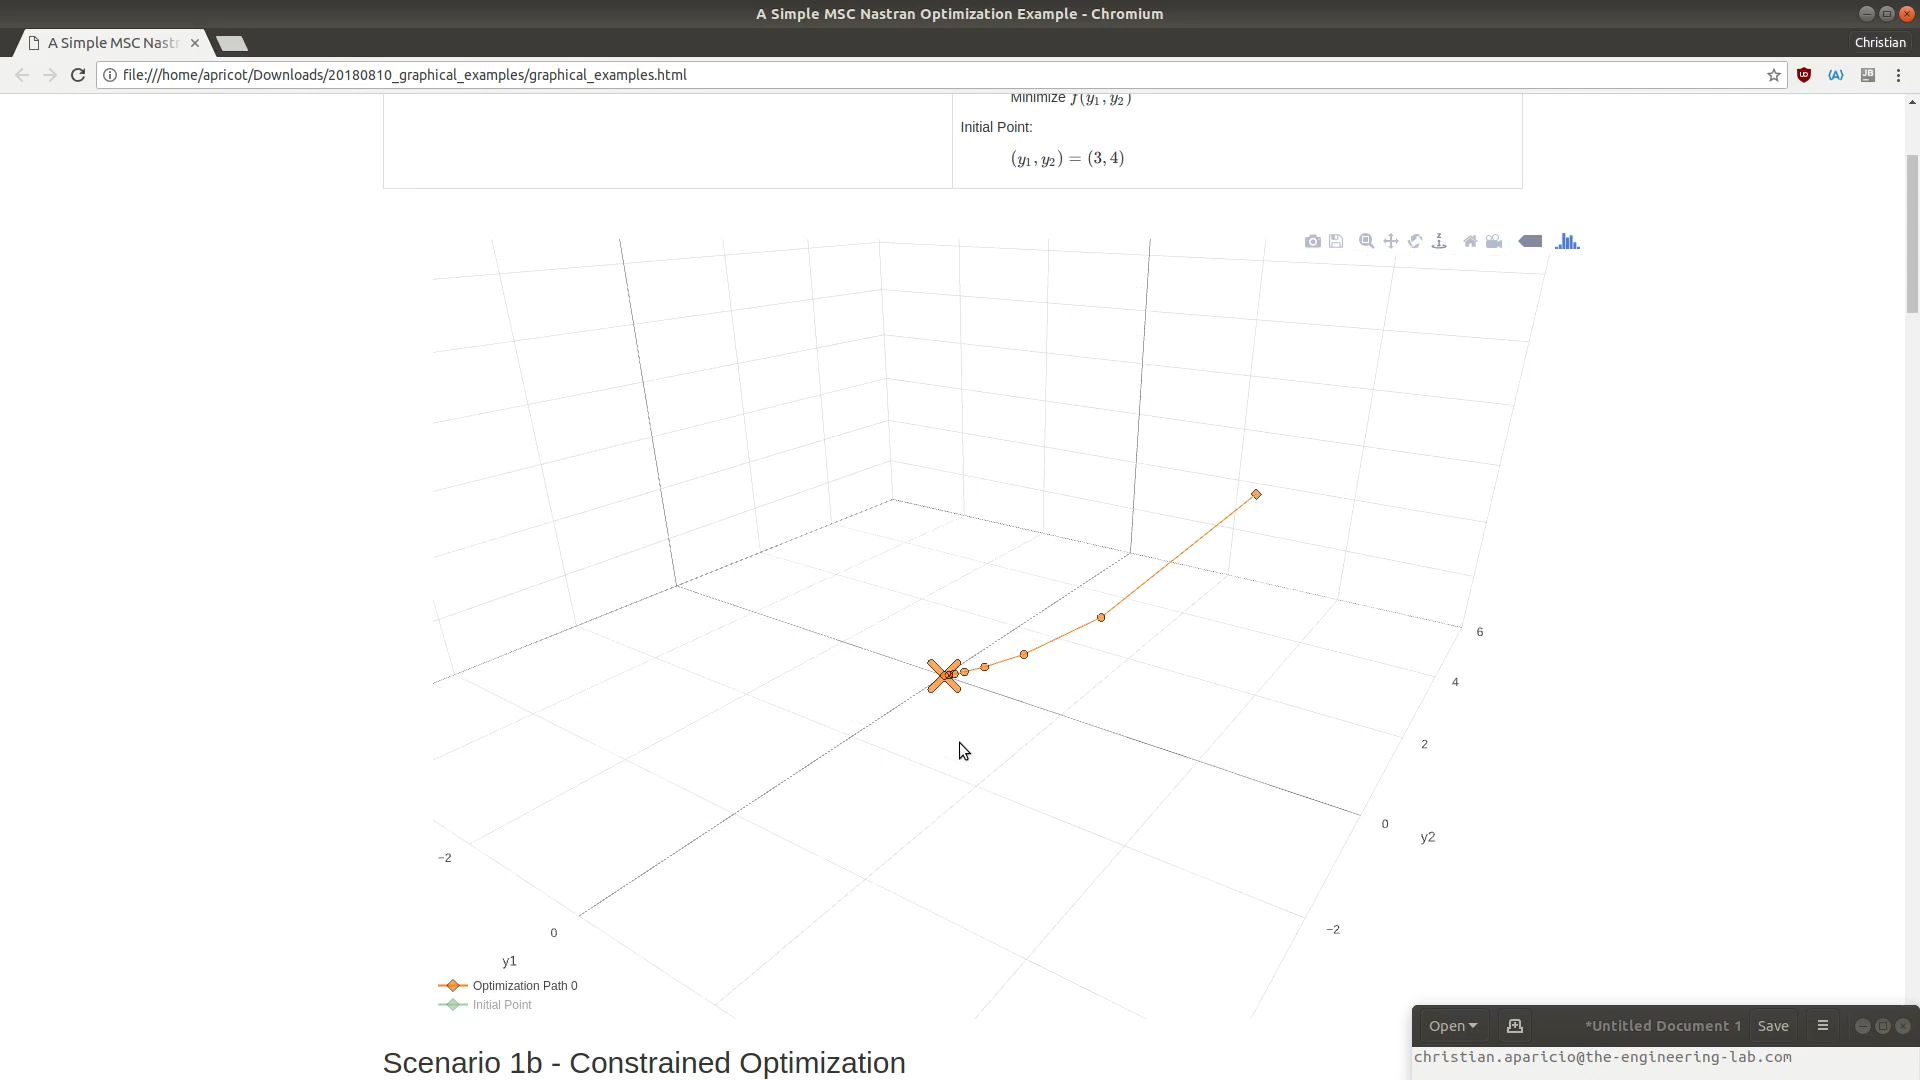 A Simple MSC Nastran Optimization Example - Chromium
A Simple MSC Nastr
Christian
file:///home/apricot/Downloads/20180810_graphical_examples/graphical_examples.html
Minimize f(y₁, y₂)
Initial Point:
(y₁, y₂) = (3, 4)
6
4
2
0
y2
−2
−2
0
y1
Optimization Path 0
Initial Point
Scenario 1b - Constrained Optimization
Open
*Untitled Document 1
Save
christian.aparicio@the-engineering-lab.com